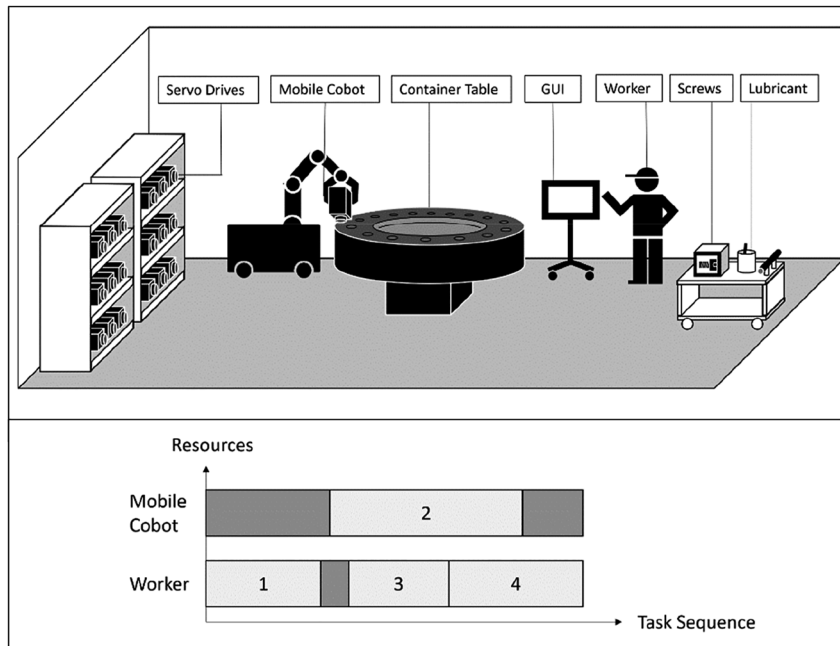 Servo Drives
Mobile Cobot
Container Table
GUI
Worker
Screws
Lubricant
Resources
Mobile
Cobot
2
Worker
1
3
4
Task Sequence